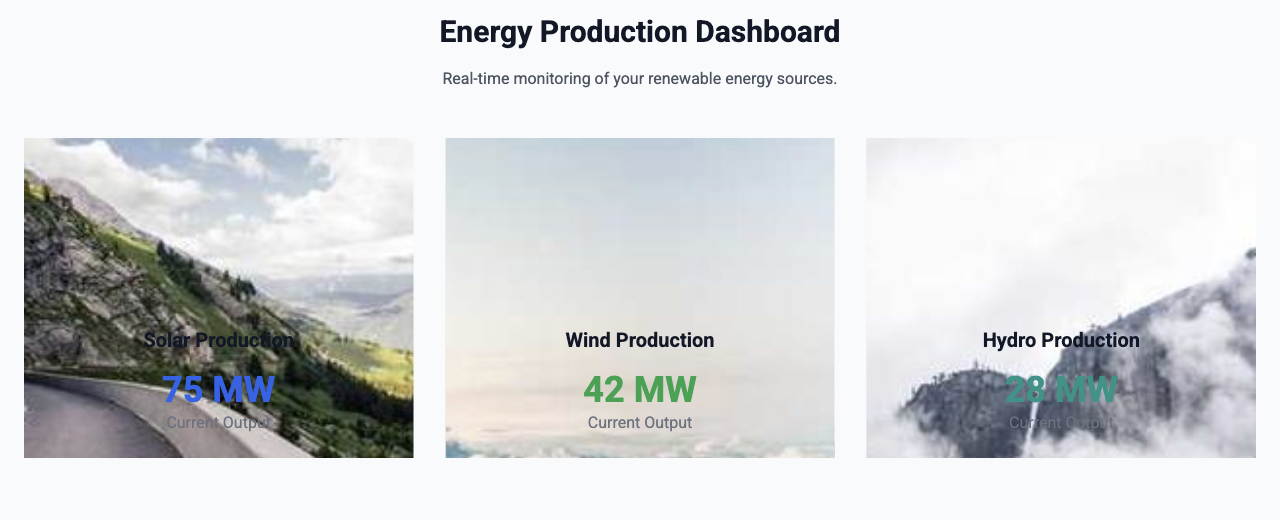 Energy Production Dashboard
Real-time monitoring of your renewable energy sources.
Solar Production
75 MW
Current Output
Wind Production
42 MW
Current Output
Hydro Production
28 MW
Current Output